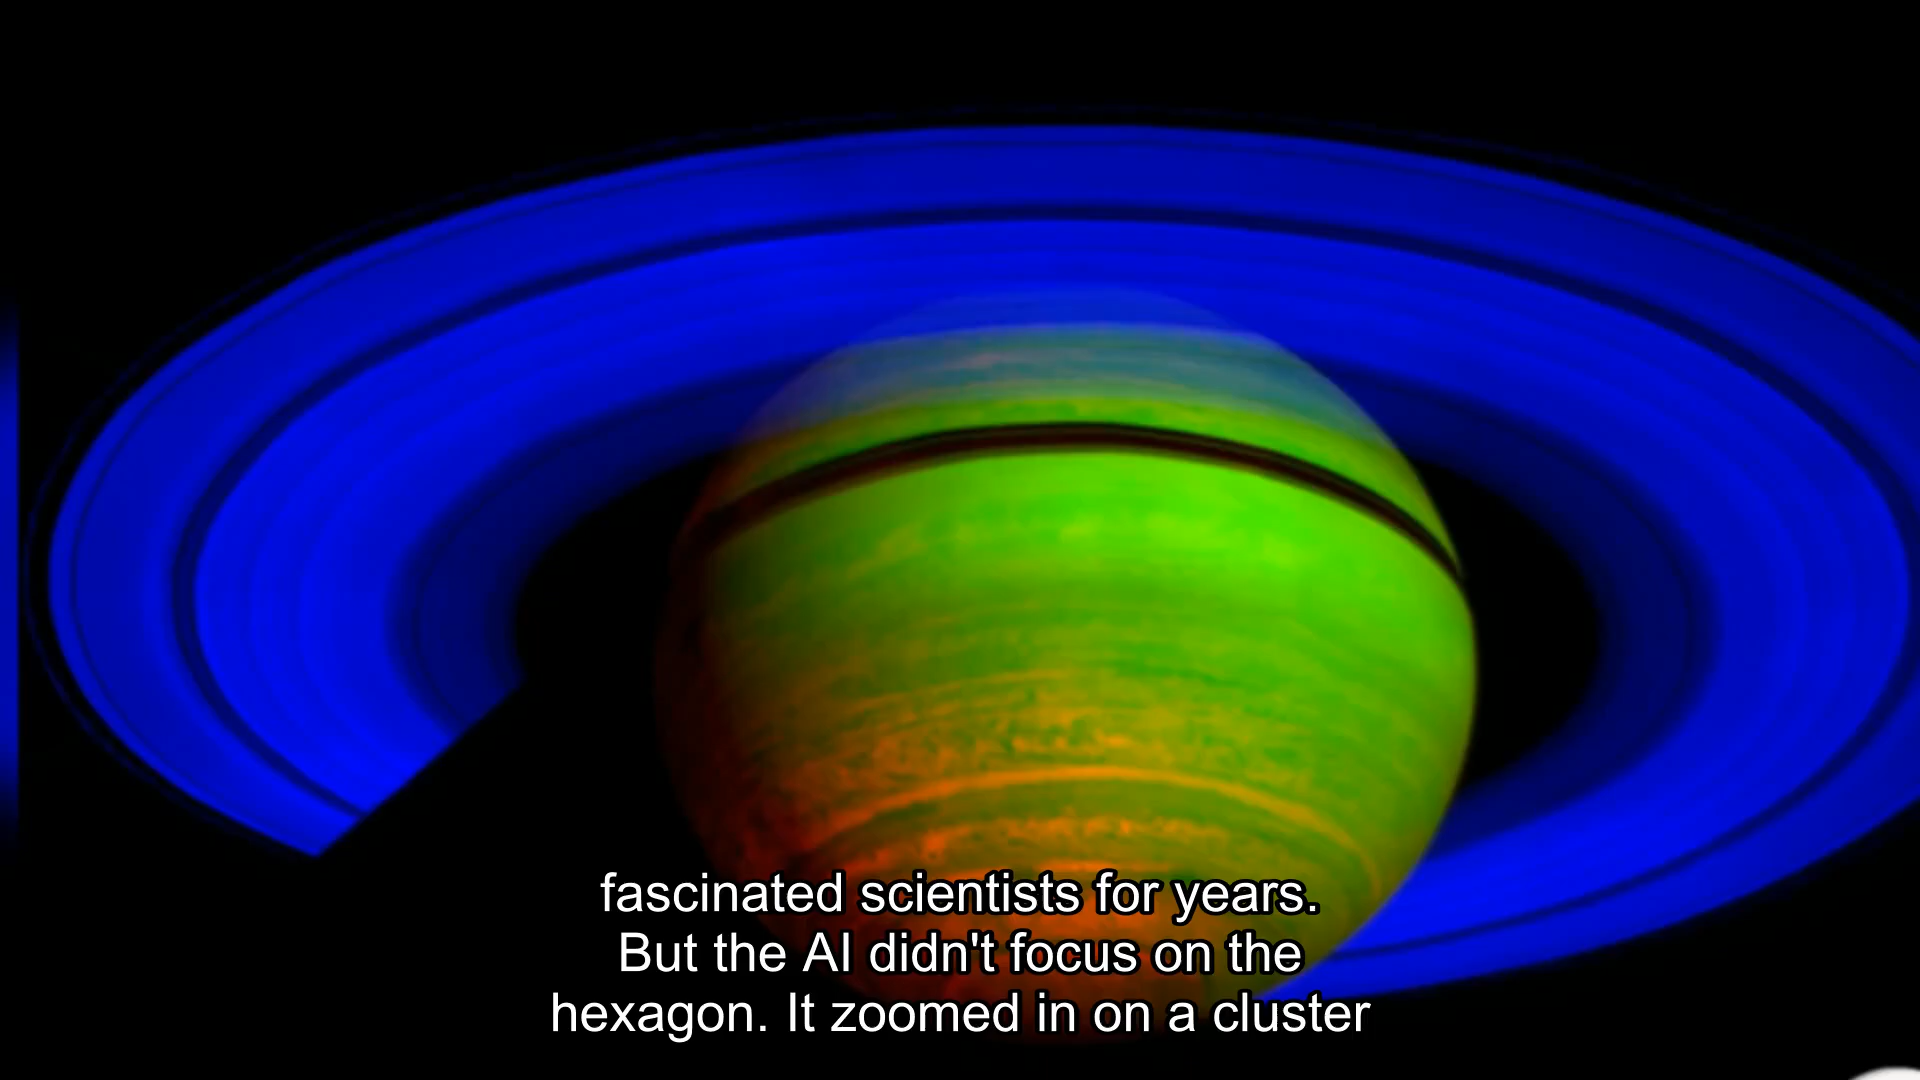 fascinated scientists for years.
But the AI didn't focus on the
hexagon. It zoomed in on a cluster